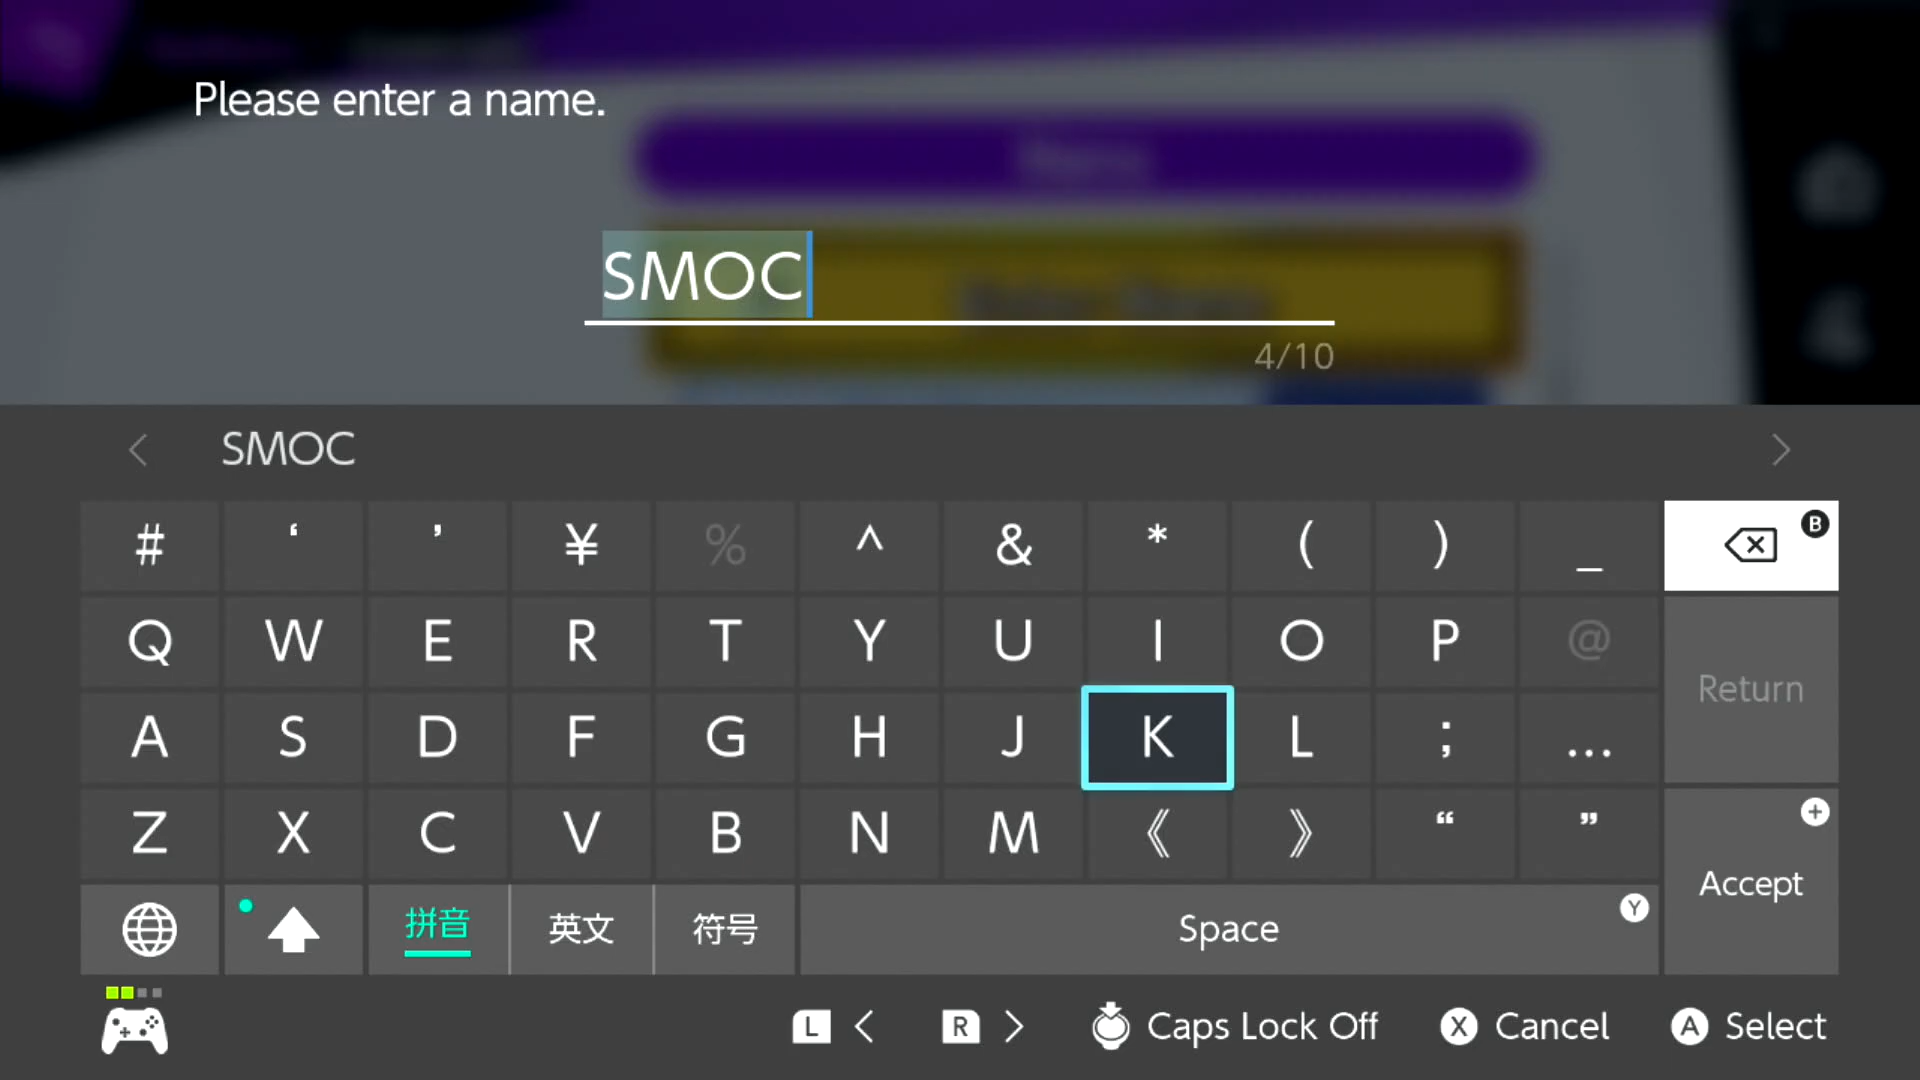 Please enter a name.
SMOC
4/10
< SMOC >
# ‘ ’ ¥ % ^ & * ( ) _ B
Q W E R T Y U I O P @
Return
A S D F G H J K L ; …
Z X C V B N M 《 》 “ ” +
Accept
拼音 英文 符号 Space Y
L < R > Caps Lock Off X Cancel A Select